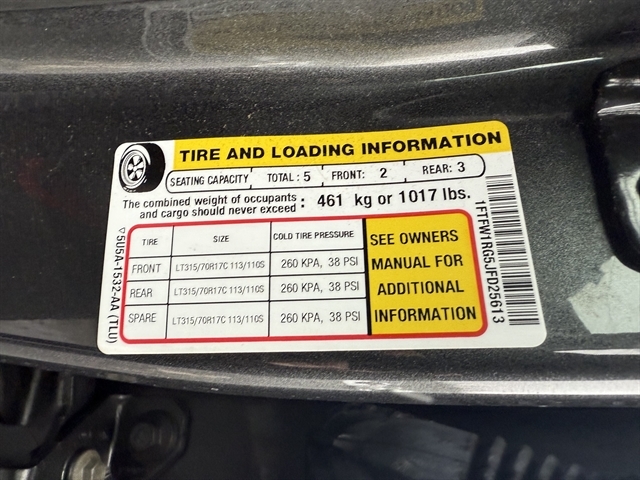 TIRE AND LOADING INFORMATION
SEATING CAPACITY TOTAL: 5 FRONT: 2 REAR: 3
The combined weight of occupants
and cargo should never exceed : 461 kg or 1017 lbs.
TIRE SIZE COLD TIRE PRESSURE
FRONT LT315/70R17C 113/110S 260 KPA, 38 PSI
REAR LT315/70R17C 113/110S 260 KPA, 38 PSI
SPARE LT315/70R17C 113/110S 260 KPA, 38 PSI
SEE OWNERS
MANUAL FOR
ADDITIONAL
INFORMATION
5U5A-1532-AA (TLU)
1FTFW1RG5JFD25613